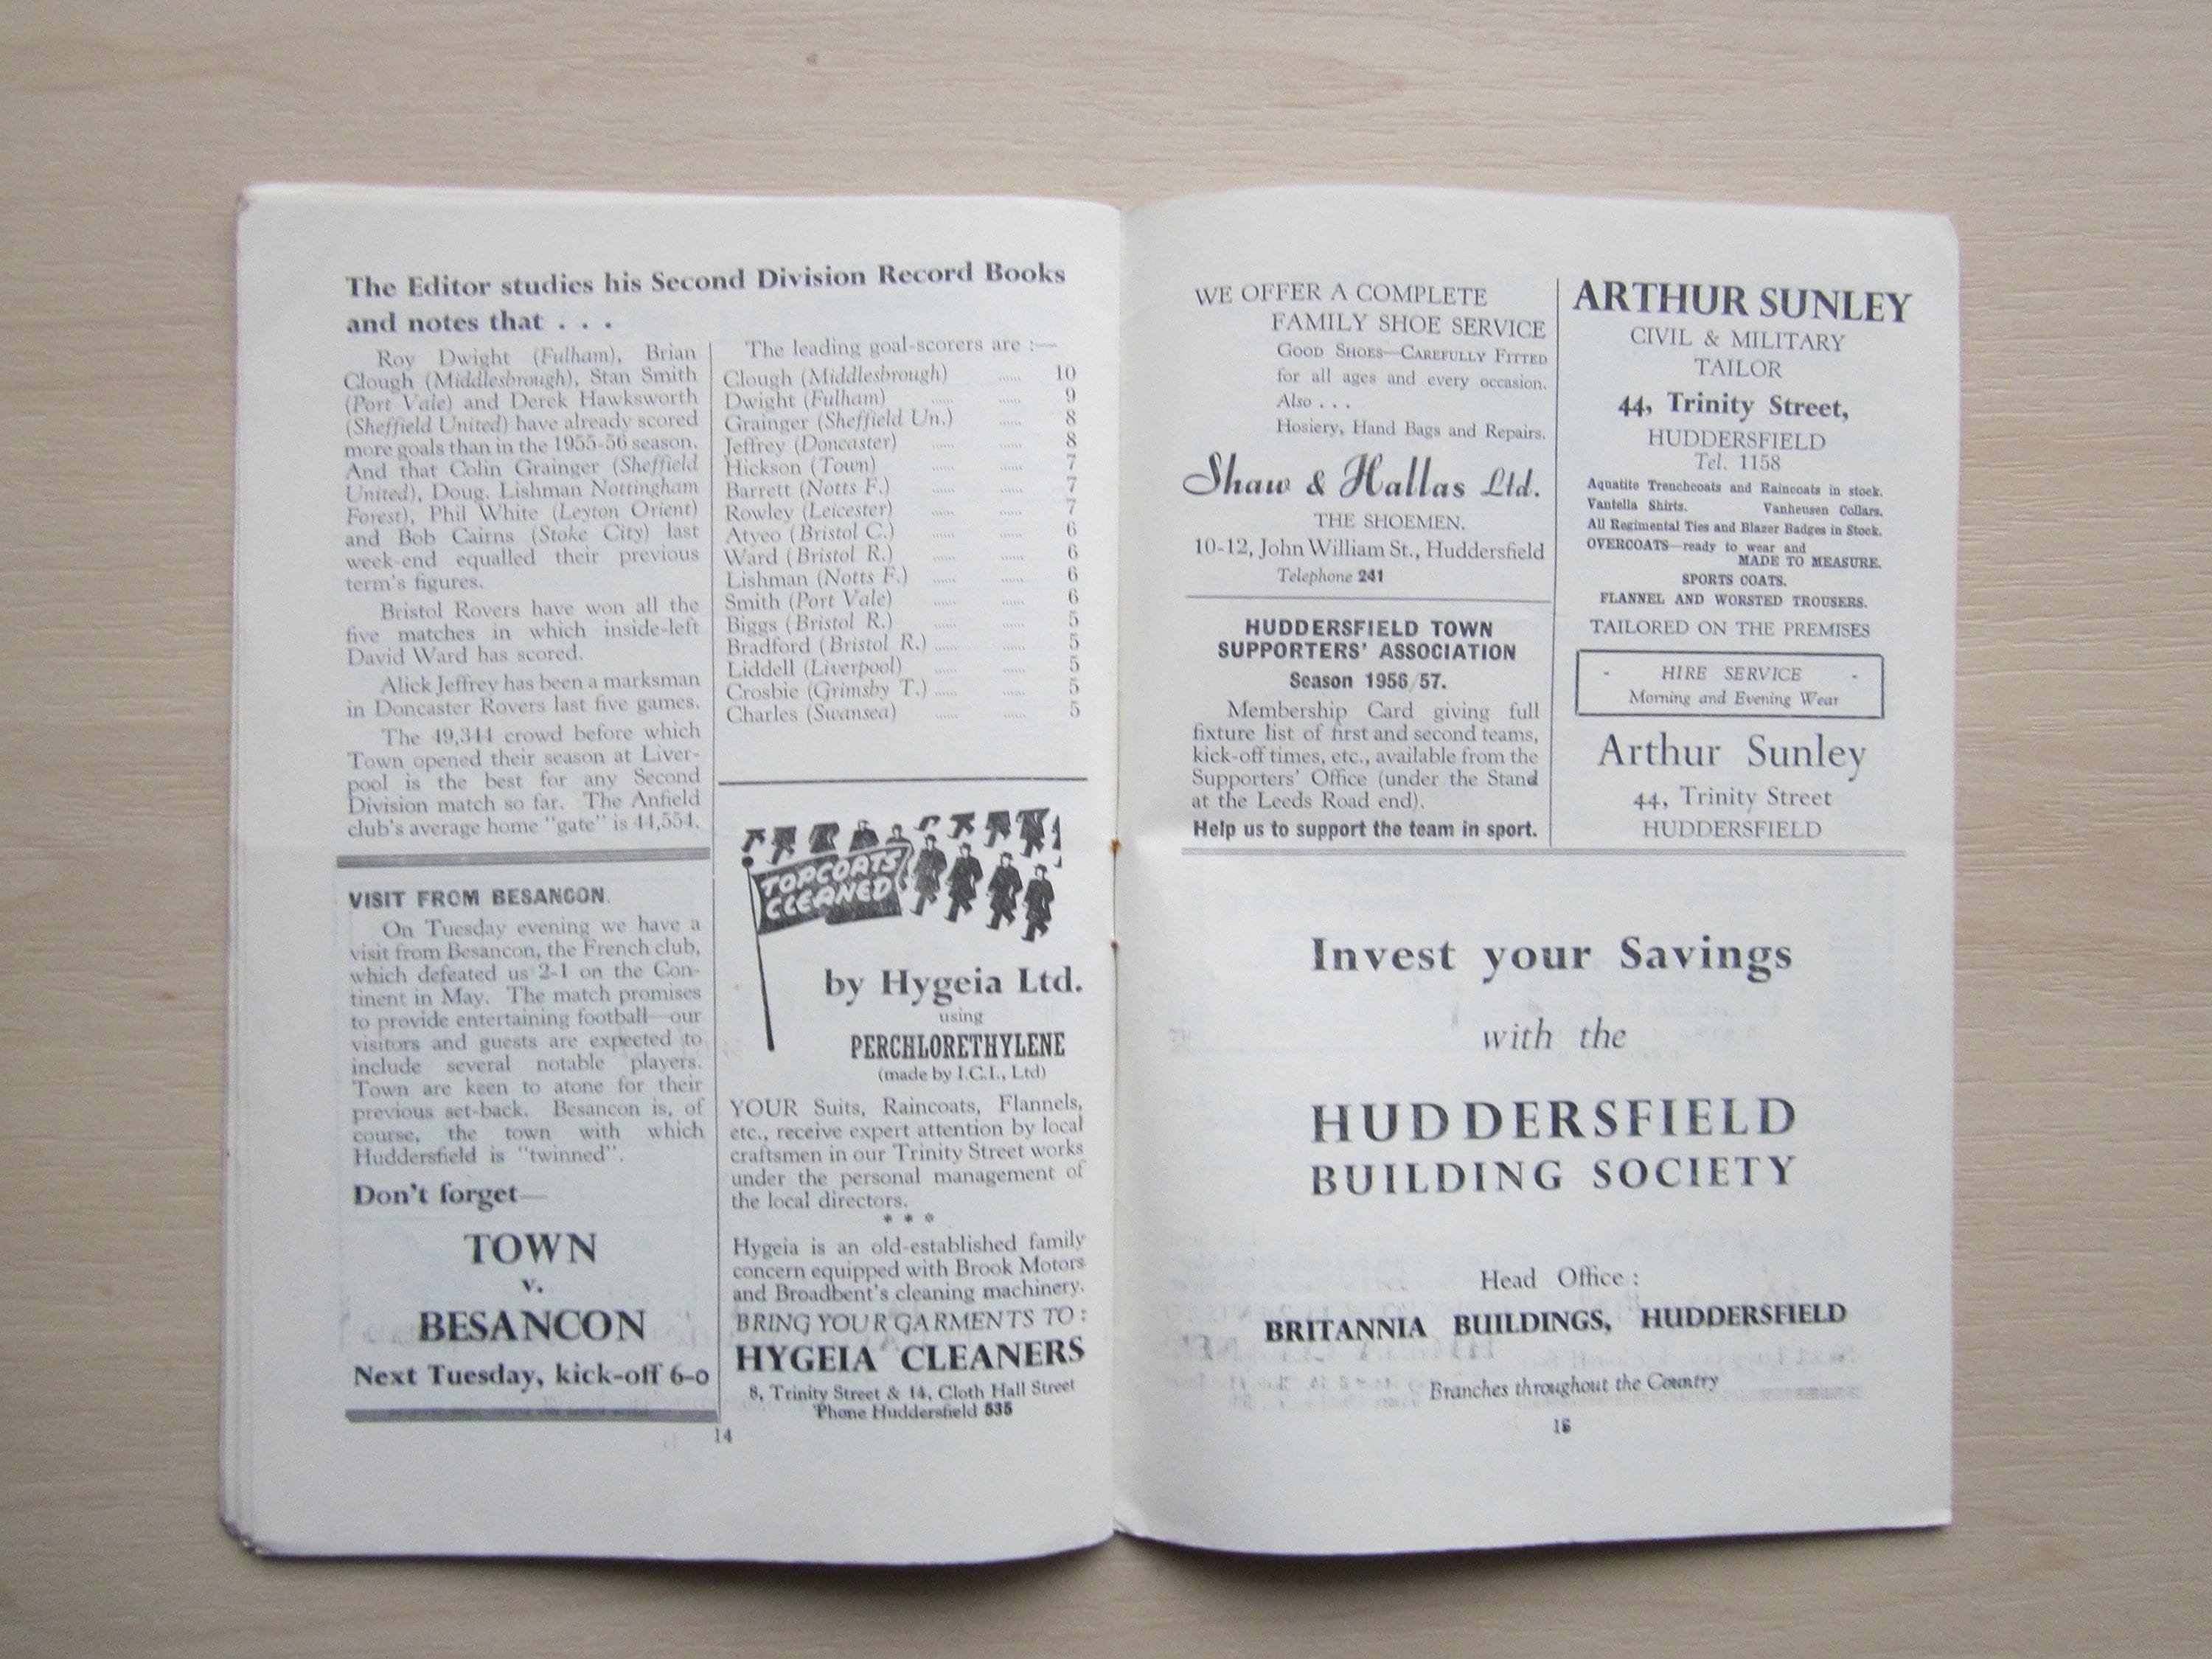 The Editor studies his Second Division Record Books
and notes that . . .
Roy Dwight (Fulham), Brian
Clough (Middlesbrough), Stan Smith
(Port Vale) and Derek Hawksworth
(Sheffield United) have already scored
more goals than in the 1955-56 season.
And that Colin Grainger (Sheffield
United), Doug. Lishman Nottingham
Forest), Phil White (Leyton Orient)
and Bob Cairns (Stoke City) last
week-end equalled their previous
term's figures.
Bristol Rovers have won all the
five matches in which inside-left
David Ward has scored.
Alick Jeffrey has been a marksman
in Doncaster Rovers last five games.
The 49,344 crowd before which
Town opened their season at Liver-
pool is the best for any Second
Division match so far. The Anfield
club's average home "gate" is 44,554.
VISIT FROM BESANCON.
On Tuesday evening we have a
visit from Besancon, the French club,
which defeated us 2-1 on the Con-
tinent in May. The match promises
to provide entertaining football—our
visitors and guests are expected to
include several notable players.
Town are keen to atone for their
previous set-back. Besancon is, of
course, the town with which
Huddersfield is "twinned".
Don't forget—
TOWN
v.
BESANCON
Next Tuesday, kick-off 6-0
The leading goal-scorers are :—
Clough (Middlesbrough) ...... 10
Dwight (Fulham) ...... ...... 9
Grainger (Sheffield Un.) ...... 8
Jeffrey (Doncaster) ...... ...... 8
Hickson (Town) ...... ...... 7
Barrett (Notts F.) ...... ...... 7
Rowley (Leicester) ...... ...... 7
Atyeo (Bristol C.) ...... ...... 6
Ward (Bristol R.) ...... ...... 6
Lishman (Notts F.) ...... ...... 6
Smith (Port Vale) ...... ...... 6
Biggs (Bristol R.) ...... ...... 5
Bradford (Bristol R.) ...... ...... 5
Liddell (Liverpool) ...... ...... 5
Crosbie (Grimsby T.) ...... ...... 5
Charles (Swansea) ...... ...... 5
TOPCOATS
CLEANED
by Hygeia Ltd.
using
PERCHLORETHYLENE
(made by I.C.I., Ltd)
YOUR Suits, Raincoats, Flannels,
etc., receive expert attention by local
craftsmen in our Trinity Street works
under the personal management of
the local directors.
* * *
Hygeia is an old-established family
concern equipped with Brook Motors
and Broadbent's cleaning machinery.
BRING YOUR GARMENTS TO :
HYGEIA CLEANERS
8, Trinity Street & 14, Cloth Hall Street
'Phone Huddersfield 535
14
WE OFFER A COMPLETE
FAMILY SHOE SERVICE
GOOD SHOES—CAREFULLY FITTED
for all ages and every occasion.
Also . . .
Hosiery, Hand Bags and Repairs.
Shaw & Hallas Ltd.
THE SHOEMEN.
10-12, John William St., Huddersfield
Telephone 241
HUDDERSFIELD TOWN
SUPPORTERS' ASSOCIATION
Season 1956/57.
Membership Card giving full
fixture list of first and second teams,
kick-off times, etc., available from the
Supporters' Office (under the Stand
at the Leeds Road end).
Help us to support the team in sport.
ARTHUR SUNLEY
CIVIL & MILITARY
TAILOR
44, Trinity Street,
HUDDERSFIELD
Tel. 1158
Aquatite Trenchcoats and Raincoats in stock.
Vantella Shirts. Vanheusen Collars.
All Regimental Ties and Blazer Badges in Stock.
OVERCOATS—ready to wear and
MADE TO MEASURE.
SPORTS COATS.
FLANNEL AND WORSTED TROUSERS.
TAILORED ON THE PREMISES
- HIRE SERVICE -
Morning and Evening Wear
Arthur Sunley
44, Trinity Street
HUDDERSFIELD
Invest your Savings
with the
HUDDERSFIELD
BUILDING SOCIETY
Head Office :
BRITANNIA BUILDINGS, HUDDERSFIELD
Branches throughout the Country
15